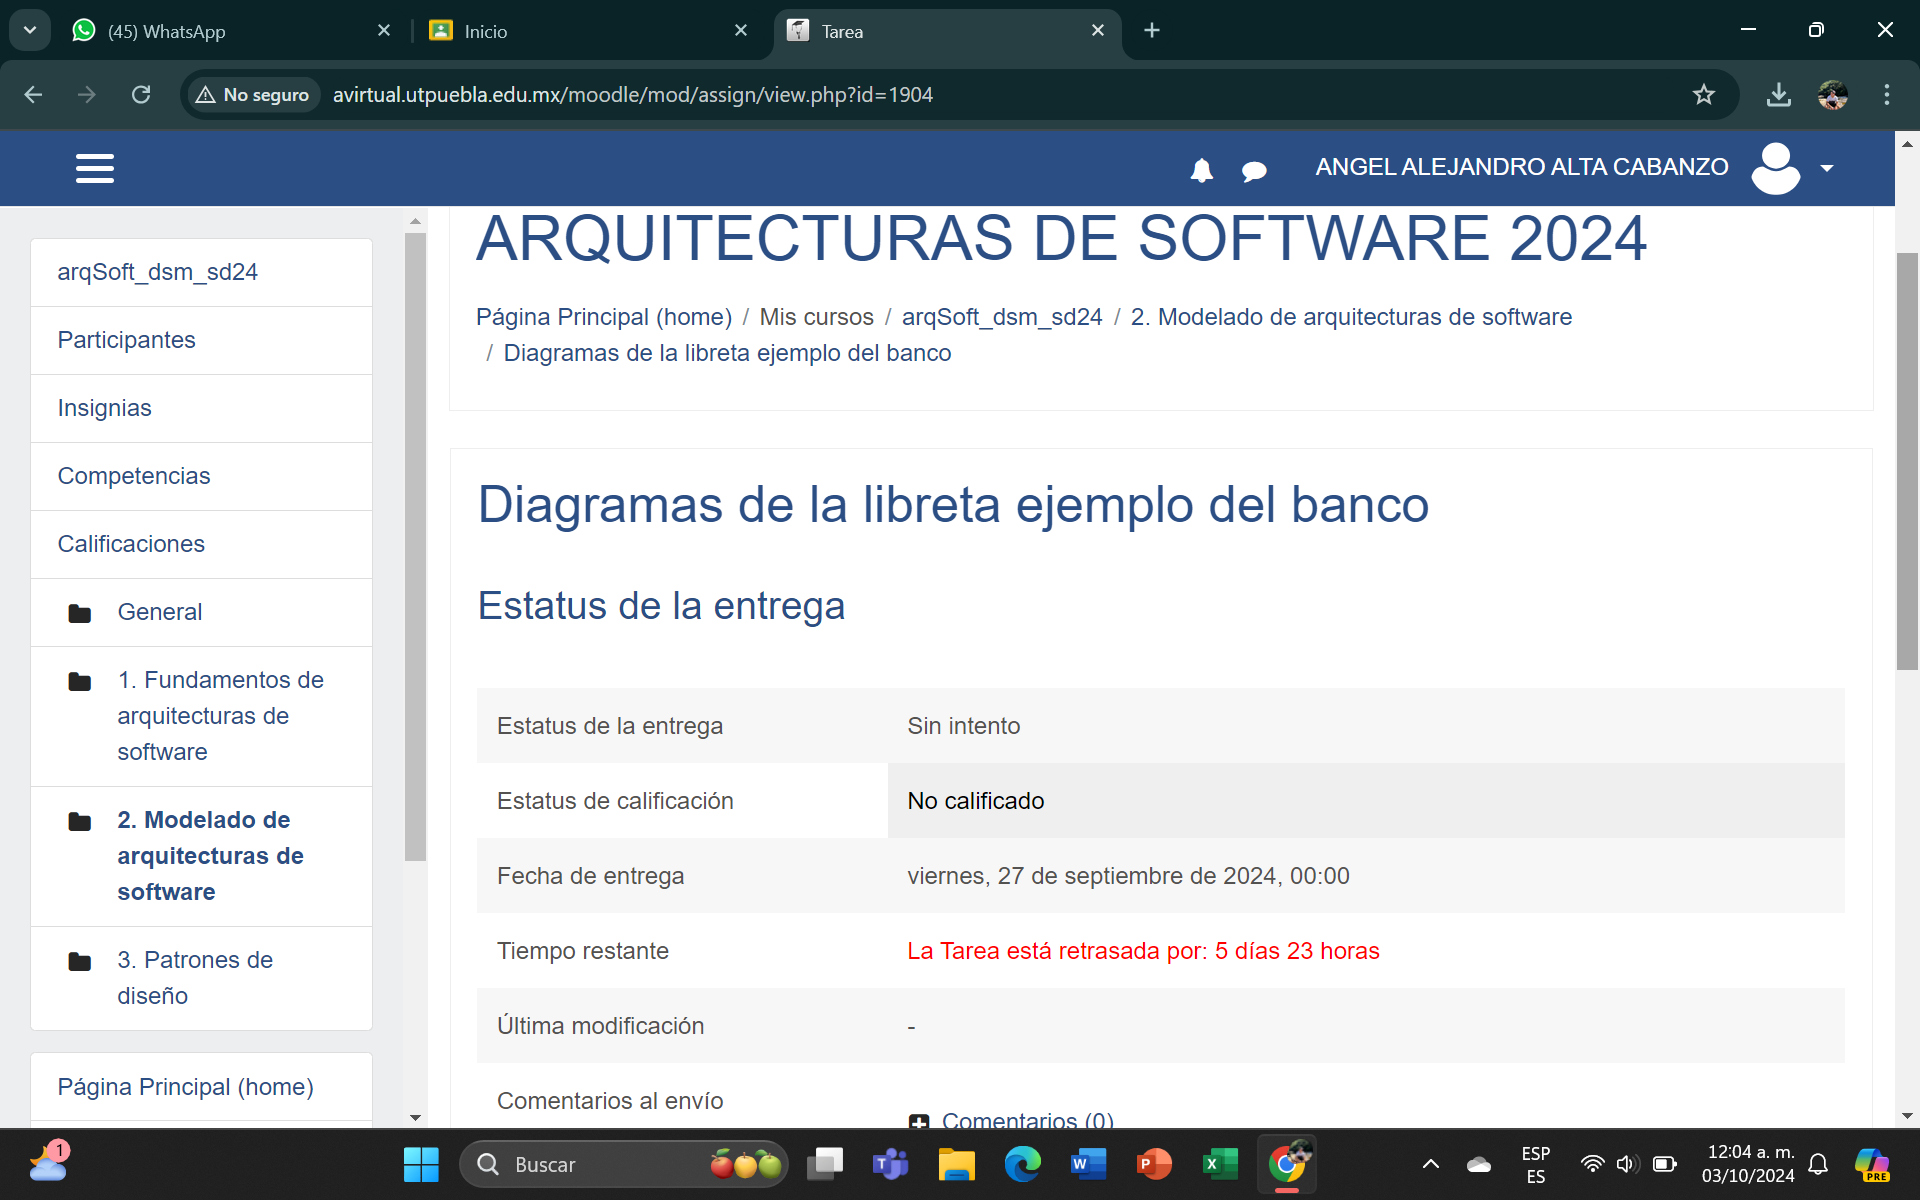 (45) WhatsApp
Inicio
Tarea
No seguro
avirtual.utpuebla.edu.mx/moodle/mod/assign/view.php?id=1904
ANGEL ALEJANDRO ALTA CABANZO
arqSoft_dsm_sd24
Participantes
Insignias
Competencias
Calificaciones
General
1. Fundamentos de
arquitecturas de
software
2. Modelado de
arquitecturas de
software
3. Patrones de
diseño
Página Principal (home)
ARQUITECTURAS DE SOFTWARE 2024
Página Principal (home) / Mis cursos / arqSoft_dsm_sd24 / 2. Modelado de arquitecturas de software
/ Diagramas de la libreta ejemplo del banco
Diagramas de la libreta ejemplo del banco
Estatus de la entrega
Estatus de la entrega Sin intento
Estatus de calificación No calificado
Fecha de entrega viernes, 27 de septiembre de 2024, 00:00
Tiempo restante La Tarea está retrasada por: 5 días 23 horas
Última modificación -
Comentarios al envío
Comentarios (0)
1
Buscar
ESP
ES
12:04 a. m.
03/10/2024
PRE